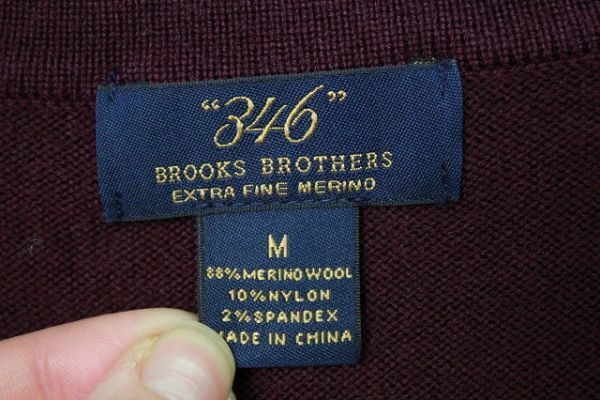 "346"
BROOKS BROTHERS
EXTRA FINE MERINO
M
88% MERINO WOOL
10% NYLON
2% SPANDEX
MADE IN CHINA